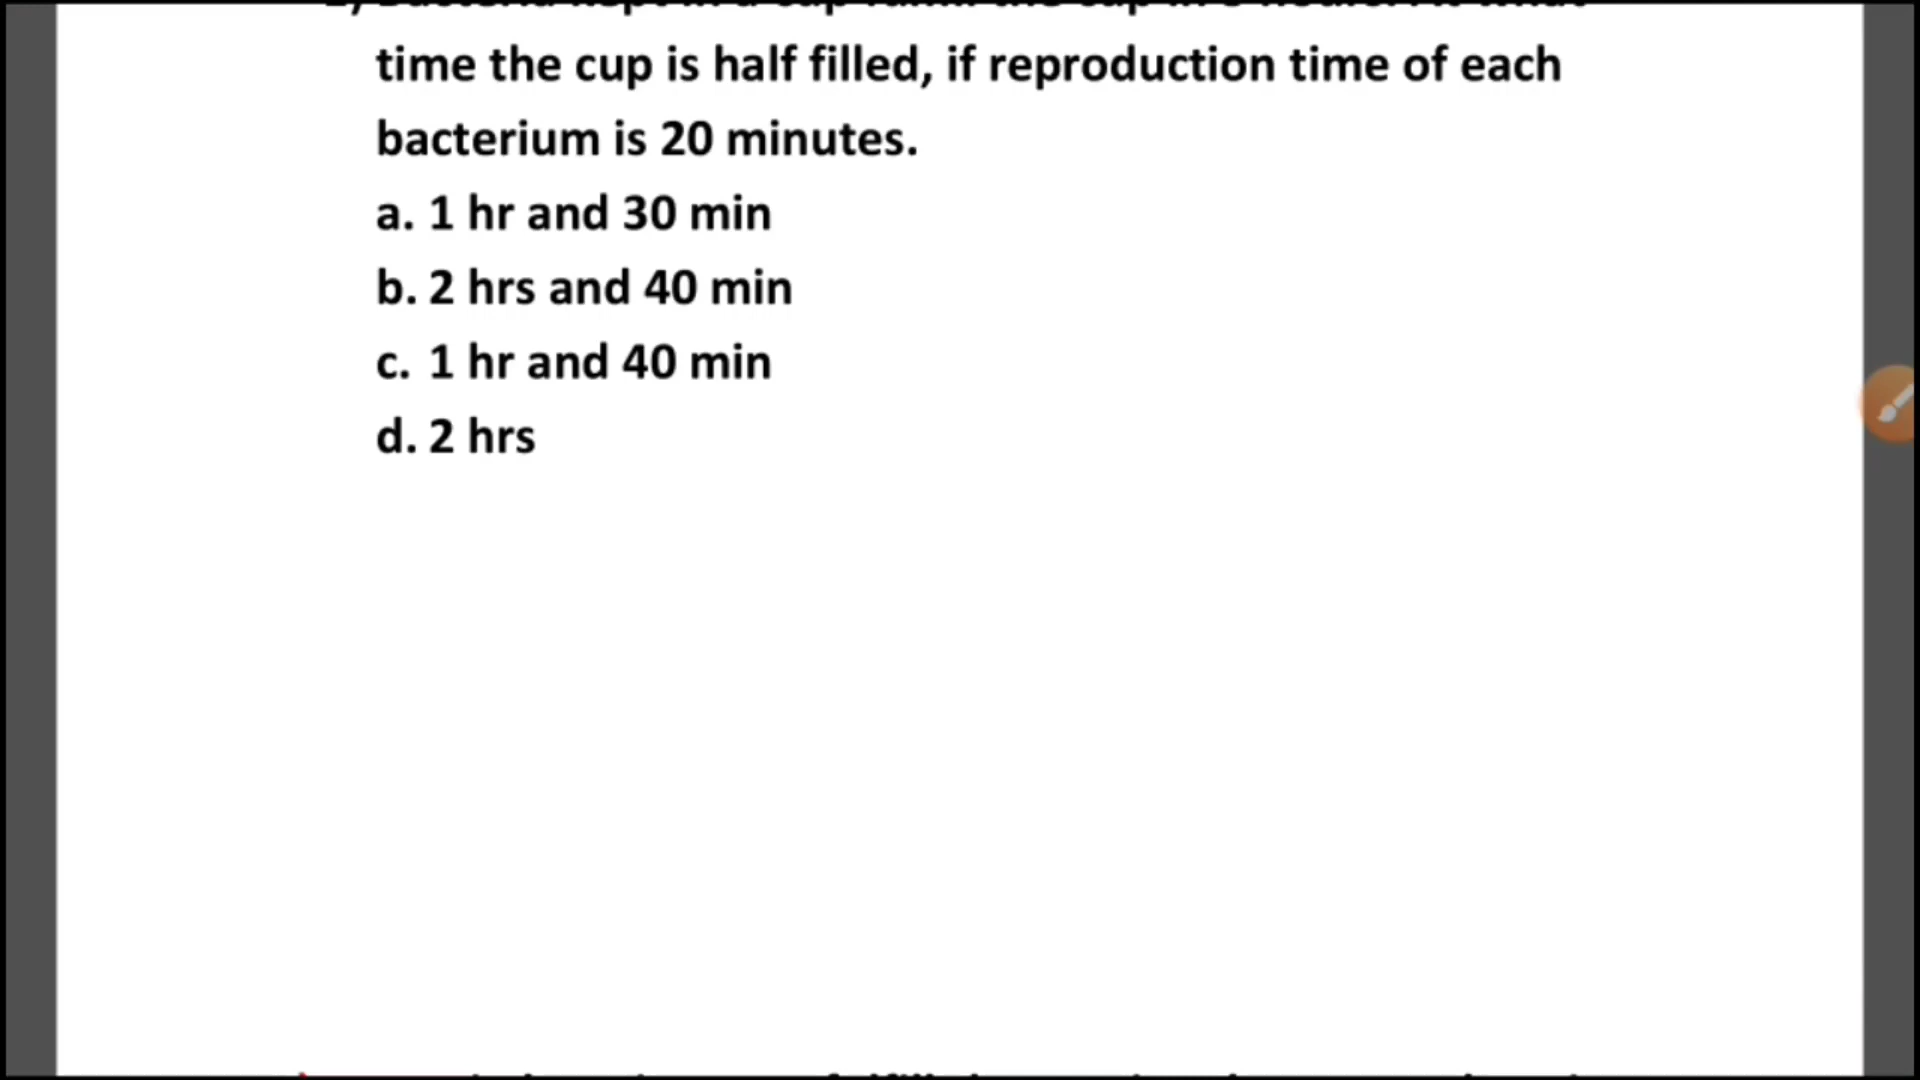 time the cup is half filled, if reproduction time of each
bacterium is 20 minutes.
a. 1 hr and 30 min
b. 2 hrs and 40 min
c. 1 hr and 40 min
d. 2 hrs